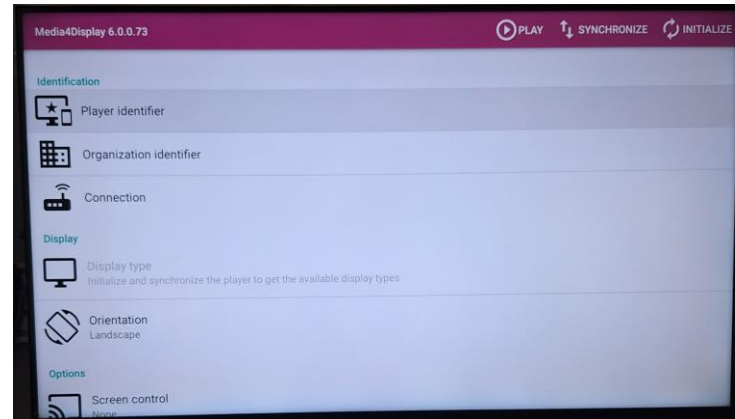 Media4Display 6.0.0.73 PLAY SYNCHRONIZE INITIALIZE
Identification
Player identifier
Organization identifier
Connection
Display
Display type
Initialize and synchronize the player to get the available display types
Orientation
Landscape
Options
Screen control
None